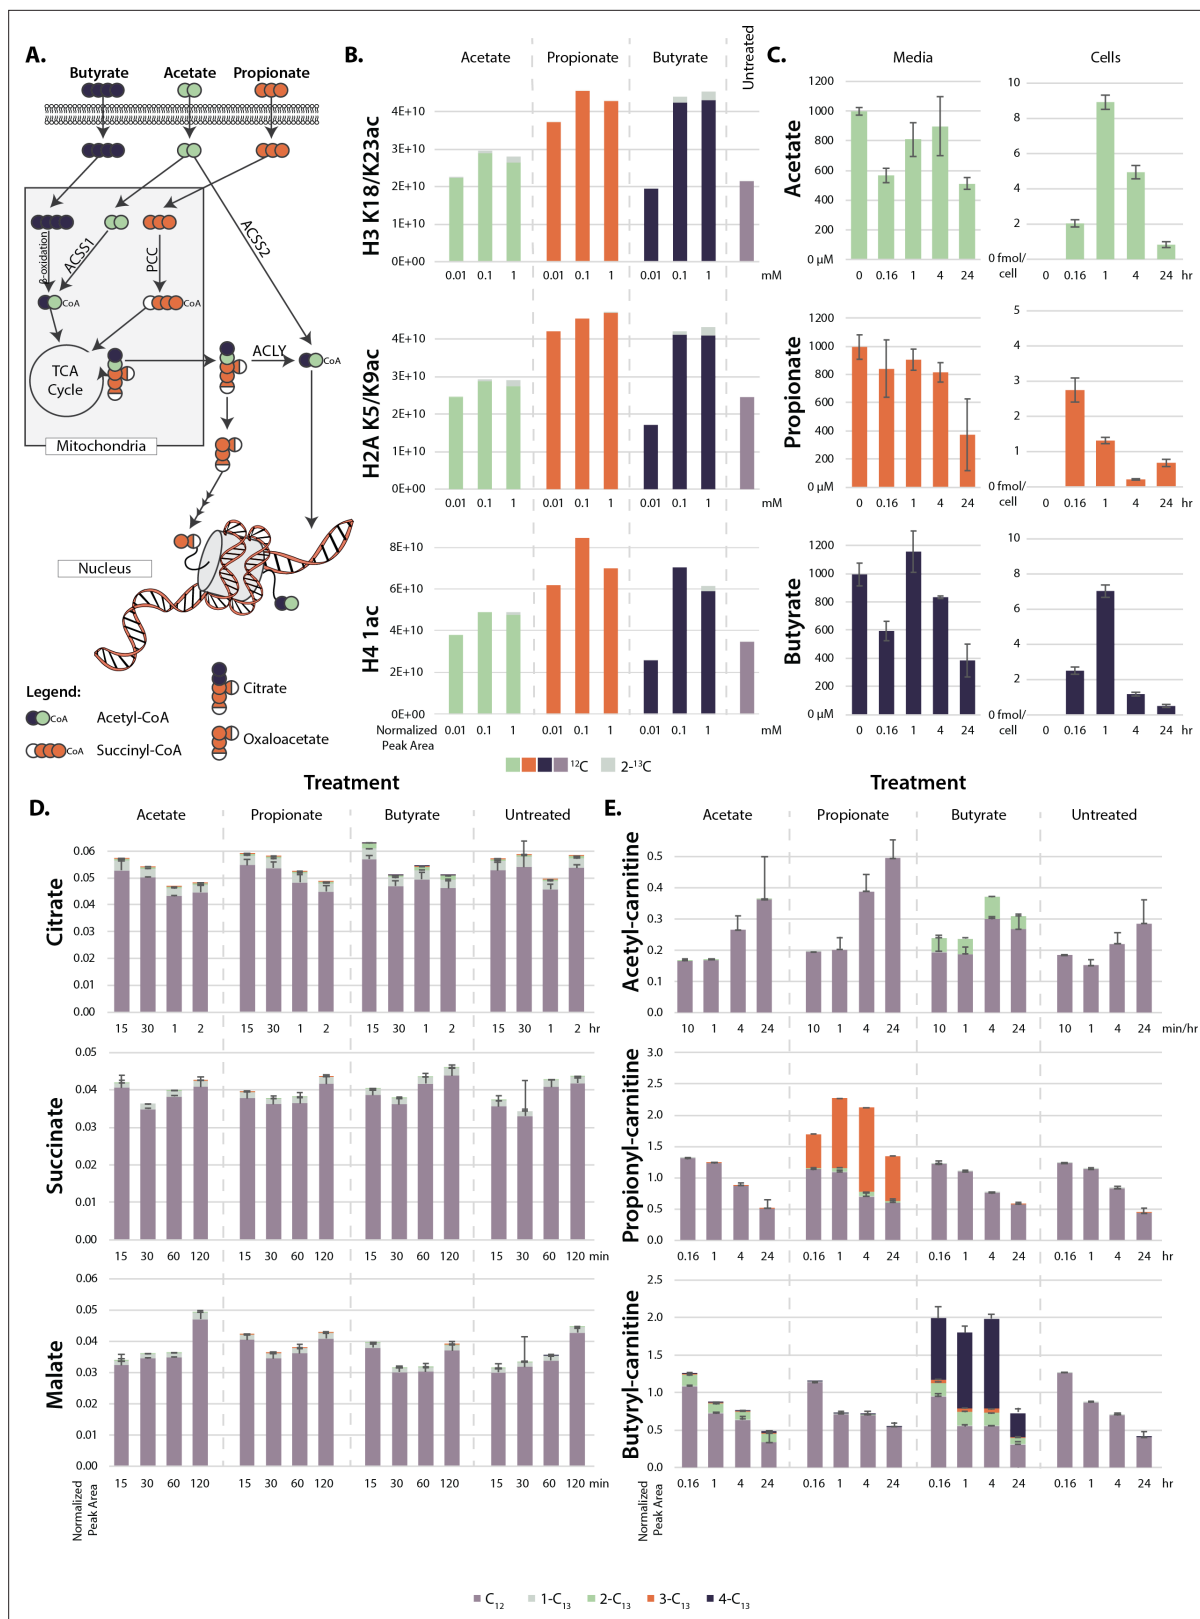 A.
Butyrate Acetate Propionate
β-oxidation
ACSS1
PCC
ACSS2
CoA
CoA
TCA
Cycle
ACLY
CoA
Mitochondria
Nucleus
Legend:
CoA Acetyl-CoA
CoA Succinyl-CoA
Citrate
Oxaloacetate
B.
Acetate Propionate Butyrate Untreated
H3 K18/K23ac
4E+10
3E+10
2E+10
1E+10
0E+00
0.01 0.1 1 0.01 0.1 1 0.01 0.1 1 mM
H2A K5/K9ac
4E+10
3E+10
2E+10
1E+10
0E+00
0.01 0.1 1 0.01 0.1 1 0.01 0.1 1 mM
H4 1ac
8E+10
6E+10
4E+10
2E+10
0E+00
0.01 0.1 1 0.01 0.1 1 0.01 0.1 1 mM
Normalized
Peak Area
¹²C 2-¹³C
C.
Media Cells
Acetate
1200
1000
800
600
400
200
0 μM
0 0.16 1 4 24
10
8
6
4
2
0 fmol/
cell 0 0.16 1 4 24 hr
Propionate
1200
1000
800
600
400
200
0 μM
0 0.16 1 4 24
5
4
3
2
1
0 fmol/
cell 0 0.16 1 4 24 hr
Butyrate
1200
1000
800
600
400
200
0 μM
0 0.16 1 4 24
10
8
6
4
2
0 fmol/
cell 0 0.16 1 4 24 hr
D.
Treatment
Acetate Propionate Butyrate Untreated
Citrate
0.06
0.05
0.04
0.03
0.02
0.01
0.00
15 30 1 2 15 30 1 2 15 30 1 2 15 30 1 2 hr
Succinate
0.05
0.04
0.03
0.02
0.01
0.00
15 30 60 120 15 30 60 120 15 30 60 120 15 30 60 120 min
Malate
0.06
0.05
0.04
0.03
0.02
0.01
0.00
15 30 60 120 15 30 60 120 15 30 60 120 15 30 60 120 min
Normalized
Peak Area
E.
Treatment
Acetate Propionate Butyrate Untreated
Acetyl-carnitine
0.5
0.4
0.3
0.2
0.1
0.0
10 1 4 24 10 1 4 24 10 1 4 24 10 1 4 24 min/hr
Propionyl-carnitine
3.0
2.5
2.0
1.5
1.0
0.5
0.0
0.16 1 4 24 0.16 1 4 24 0.16 1 4 24 0.16 1 4 24 hr
Butyryl-carnitine
2.5
2.0
1.5
1.0
0.5
0.0
0.16 1 4 24 0.16 1 4 24 0.16 1 4 24 0.16 1 4 24 hr
Normalized
Peak Area
C₁₂ 1-C₁₃ 2-C₁₃ 3-C₁₃ 4-C₁₃